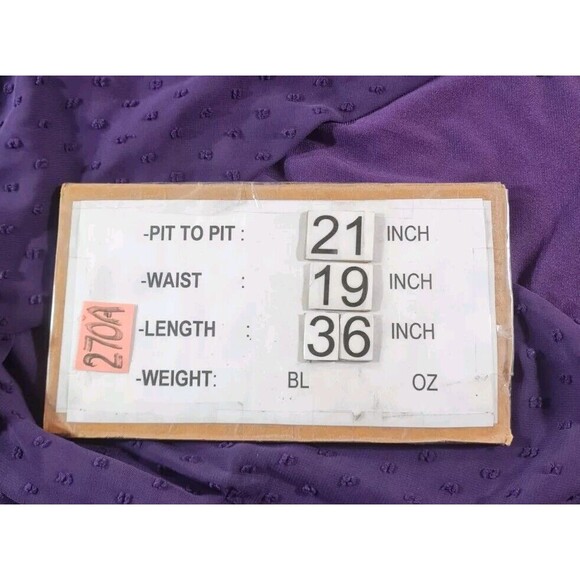 -PIT TO PIT : 21 INCH
-WAIST : 19 INCH
270A
-LENGTH : 36 INCH
-WEIGHT: BL OZ